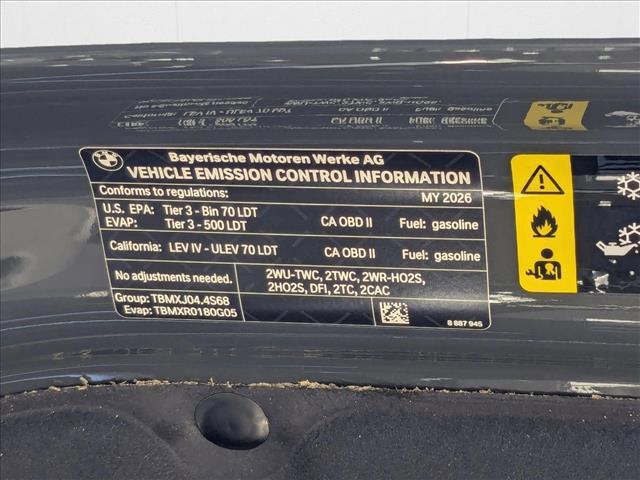 BMW
Bayerische Motoren Werke AG
VEHICLE EMISSION CONTROL INFORMATION
Conforms to regulations: MY 2026
U.S. EPA: Tier 3 - Bin 70 LDT CA OBD II Fuel: gasoline
EVAP: Tier 3 - 500 LDT
California: LEV IV - ULEV 70 LDT CA OBD II Fuel: gasoline
No adjustments needed. 2WU-TWC, 2TWC, 2WR-HO2S,
2HO2S, DFI, 2TC, 2CAC
Group: TBMXJ04.4S68
Evap: TBMXR0180G05
8 887 945